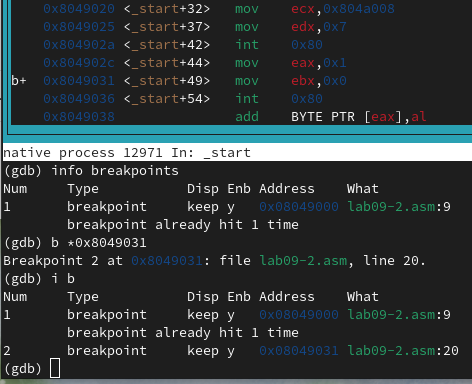 0x8049020 <_start+32> mov ecx,0x804a008
0x8049025 <_start+37> mov edx,0x7
0x804902a <_start+42> int 0x80
0x804902c <_start+44> mov eax,0x1
b+ 0x8049031 <_start+49> mov ebx,0x0
0x8049036 <_start+54> int 0x80
0x8049038 add BYTE PTR [eax],al
native process 12971 In: _start
(gdb) info breakpoints
Num Type Disp Enb Address What
1 breakpoint keep y 0x08049000 lab09-2.asm:9
breakpoint already hit 1 time
(gdb) b *0x8049031
Breakpoint 2 at 0x8049031: file lab09-2.asm, line 20.
(gdb) i b
Num Type Disp Enb Address What
1 breakpoint keep y 0x08049000 lab09-2.asm:9
breakpoint already hit 1 time
2 breakpoint keep y 0x08049031 lab09-2.asm:20
(gdb)